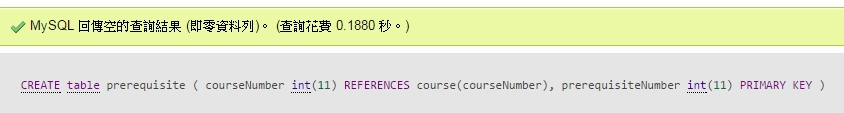 MySQL 回傳空的查詢結果 (即零資料列)。 (查詢花費 0.1880 秒。)
CREATE table prerequisite ( courseNumber int(11) REFERENCES course(courseNumber), prerequisiteNumber int(11) PRIMARY KEY )